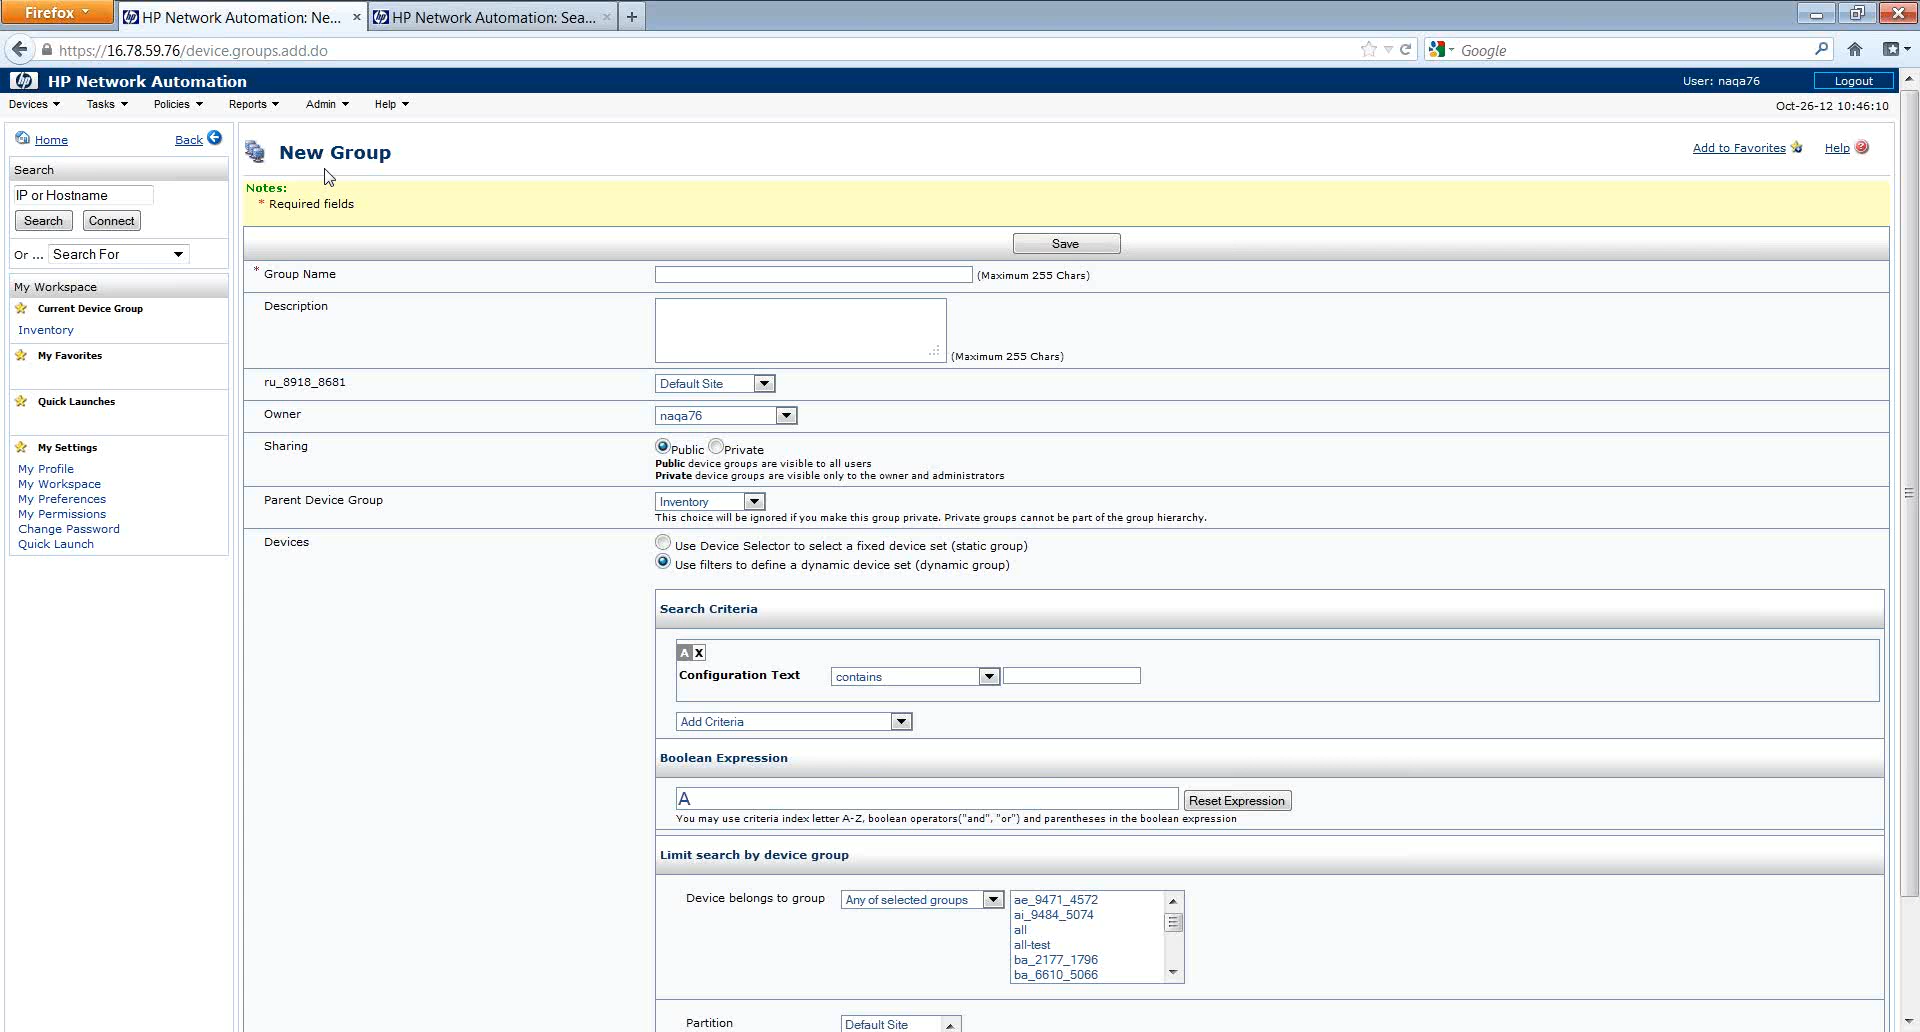 Firefox
HP Network Automation: Ne...
HP Network Automation: Sea...
https://16.78.59.76/device.groups.add.do
Google
hp HP Network Automation
User: naqa76
Logout
Devices Tasks Policies Reports Admin Help
Oct-26-12 10:46:10
Home
Back
Search
IP or Hostname
Search Connect
Or ... Search For
My Workspace
Current Device Group
Inventory
My Favorites
Quick Launches
My Settings
My Profile
My Workspace
My Preferences
My Permissions
Change Password
Quick Launch
New Group
Add to Favorites
Help
Notes:
* Required fields
Save
* Group Name
(Maximum 255 Chars)
Description
(Maximum 255 Chars)
ru_8918_8681
Default Site
Owner
naqa76
Sharing
Public Private
Public device groups are visible to all users
Private device groups are visible only to the owner and administrators
Parent Device Group
Inventory
This choice will be ignored if you make this group private. Private groups cannot be part of the group hierarchy.
Devices
Use Device Selector to select a fixed device set (static group)
Use filters to define a dynamic device set (dynamic group)
Search Criteria
A X
Configuration Text
contains
Add Criteria
Boolean Expression
A
Reset Expression
You may use criteria index letter A-Z, boolean operators("and", "or") and parentheses in the boolean expression
Limit search by device group
Device belongs to group
Any of selected groups
ae_9471_4572
ai_9484_5074
all
all-test
ba_2177_1796
ba_6610_5066
Partition
Default Site